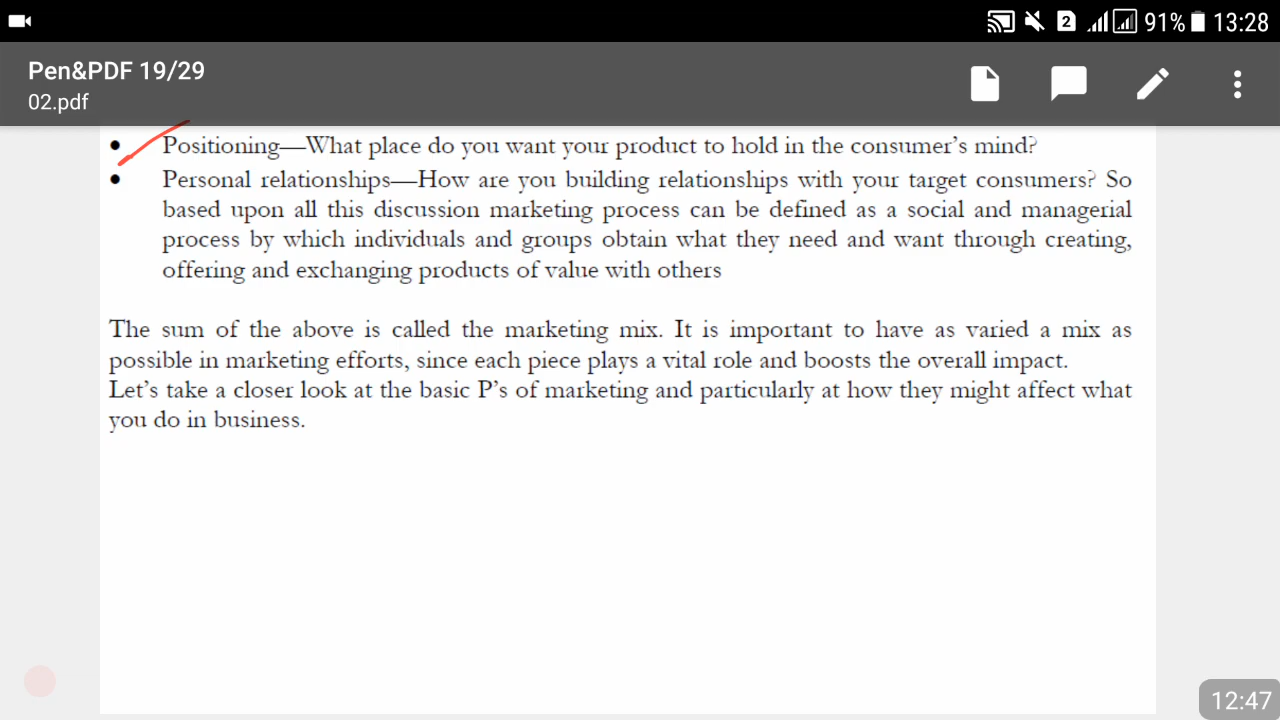 2 91% 13:28
Pen&PDF 19/29
02.pdf
• Positioning—What place do you want your product to hold in the consumer's mind?
• Personal relationships—How are you building relationships with your target consumers? So
based upon all this discussion marketing process can be defined as a social and managerial
process by which individuals and groups obtain what they need and want through creating,
offering and exchanging products of value with others
The sum of the above is called the marketing mix. It is important to have as varied a mix as
possible in marketing efforts, since each piece plays a vital role and boosts the overall impact.
Let's take a closer look at the basic P's of marketing and particularly at how they might affect what
you do in business.
12:47